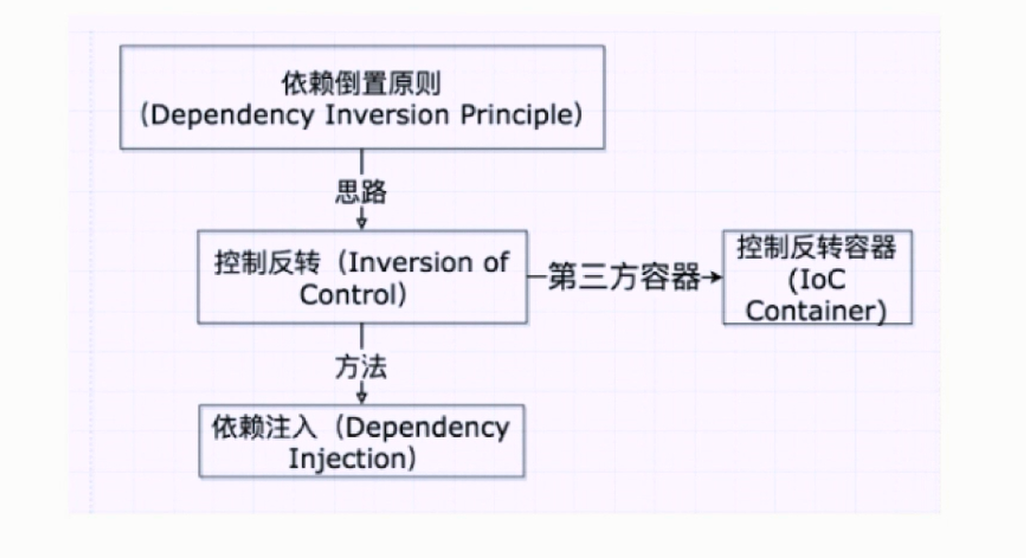 依赖倒置原则
（Dependency Inversion Principle）
思路
控制反转（Inversion of
Control）
第三方容器
控制反转容器
(IoC
Container)
方法
依赖注入（Dependency
Injection）